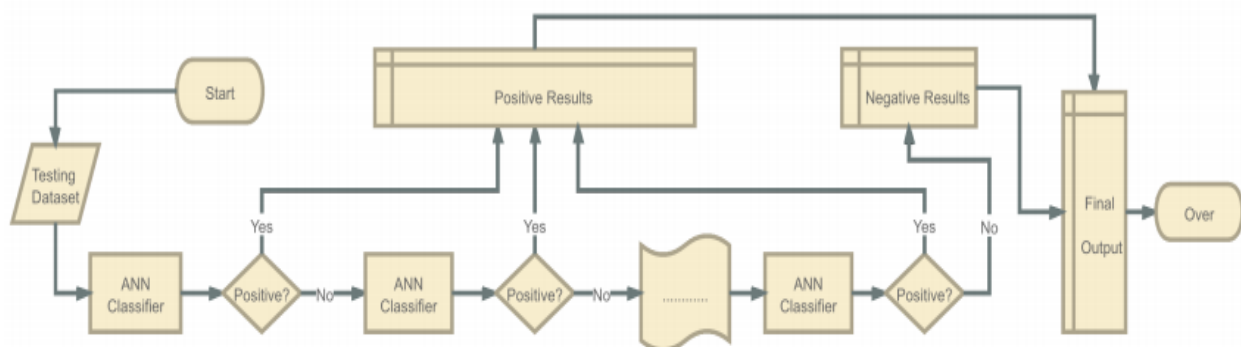 Start
Positive Results
Negative Results
Testing
Dataset
Final
Output
Over
Yes
Yes
Yes
No
ANN
Classifier
Positive?
No
ANN
Classifier
Positive?
No
............
ANN
Classifier
Positive?